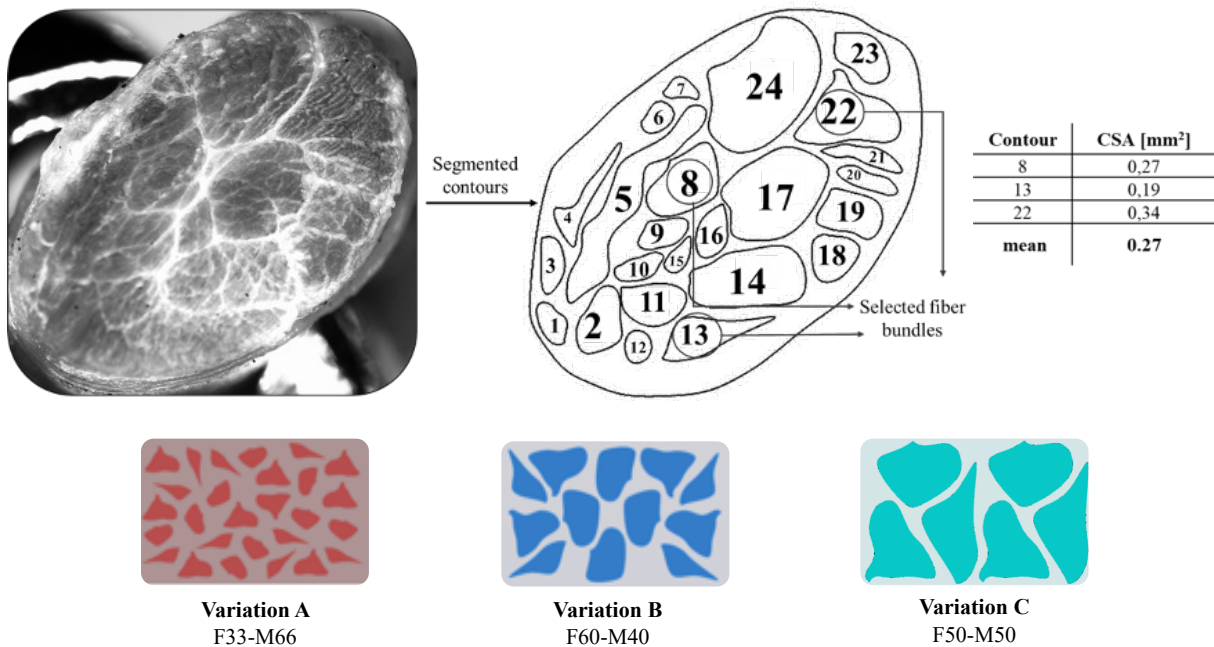 Segmented
contours
1
2
3
4
5
6
7
8
9
10
11
12
13
14
15
16
17
18
19
20
21
22
23
24
Selected fiber
bundles
Contour CSA [mm²]
8 0,27
13 0,19
22 0,34
mean 0.27
Variation A
F33-M66
Variation B
F60-M40
Variation C
F50-M50